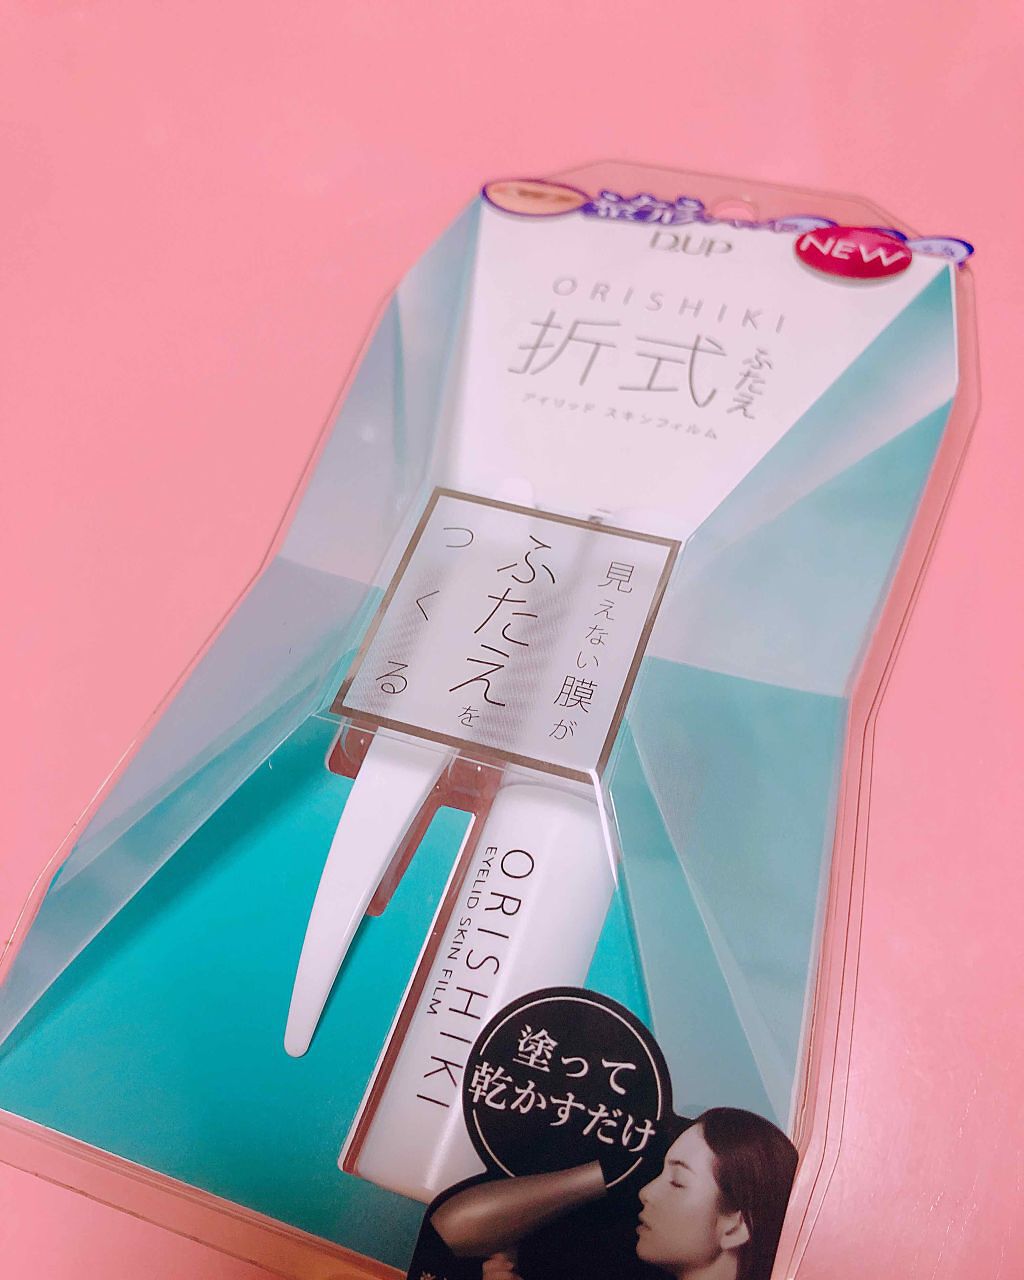 D.UP
NEW
ORISHIKI
折式
ふたえ
アイリッド スキンフィルム
見えない膜が
ふたえを
つくる
ORISHIKI
EYELID SKIN FILM
塗って
乾かすだけ